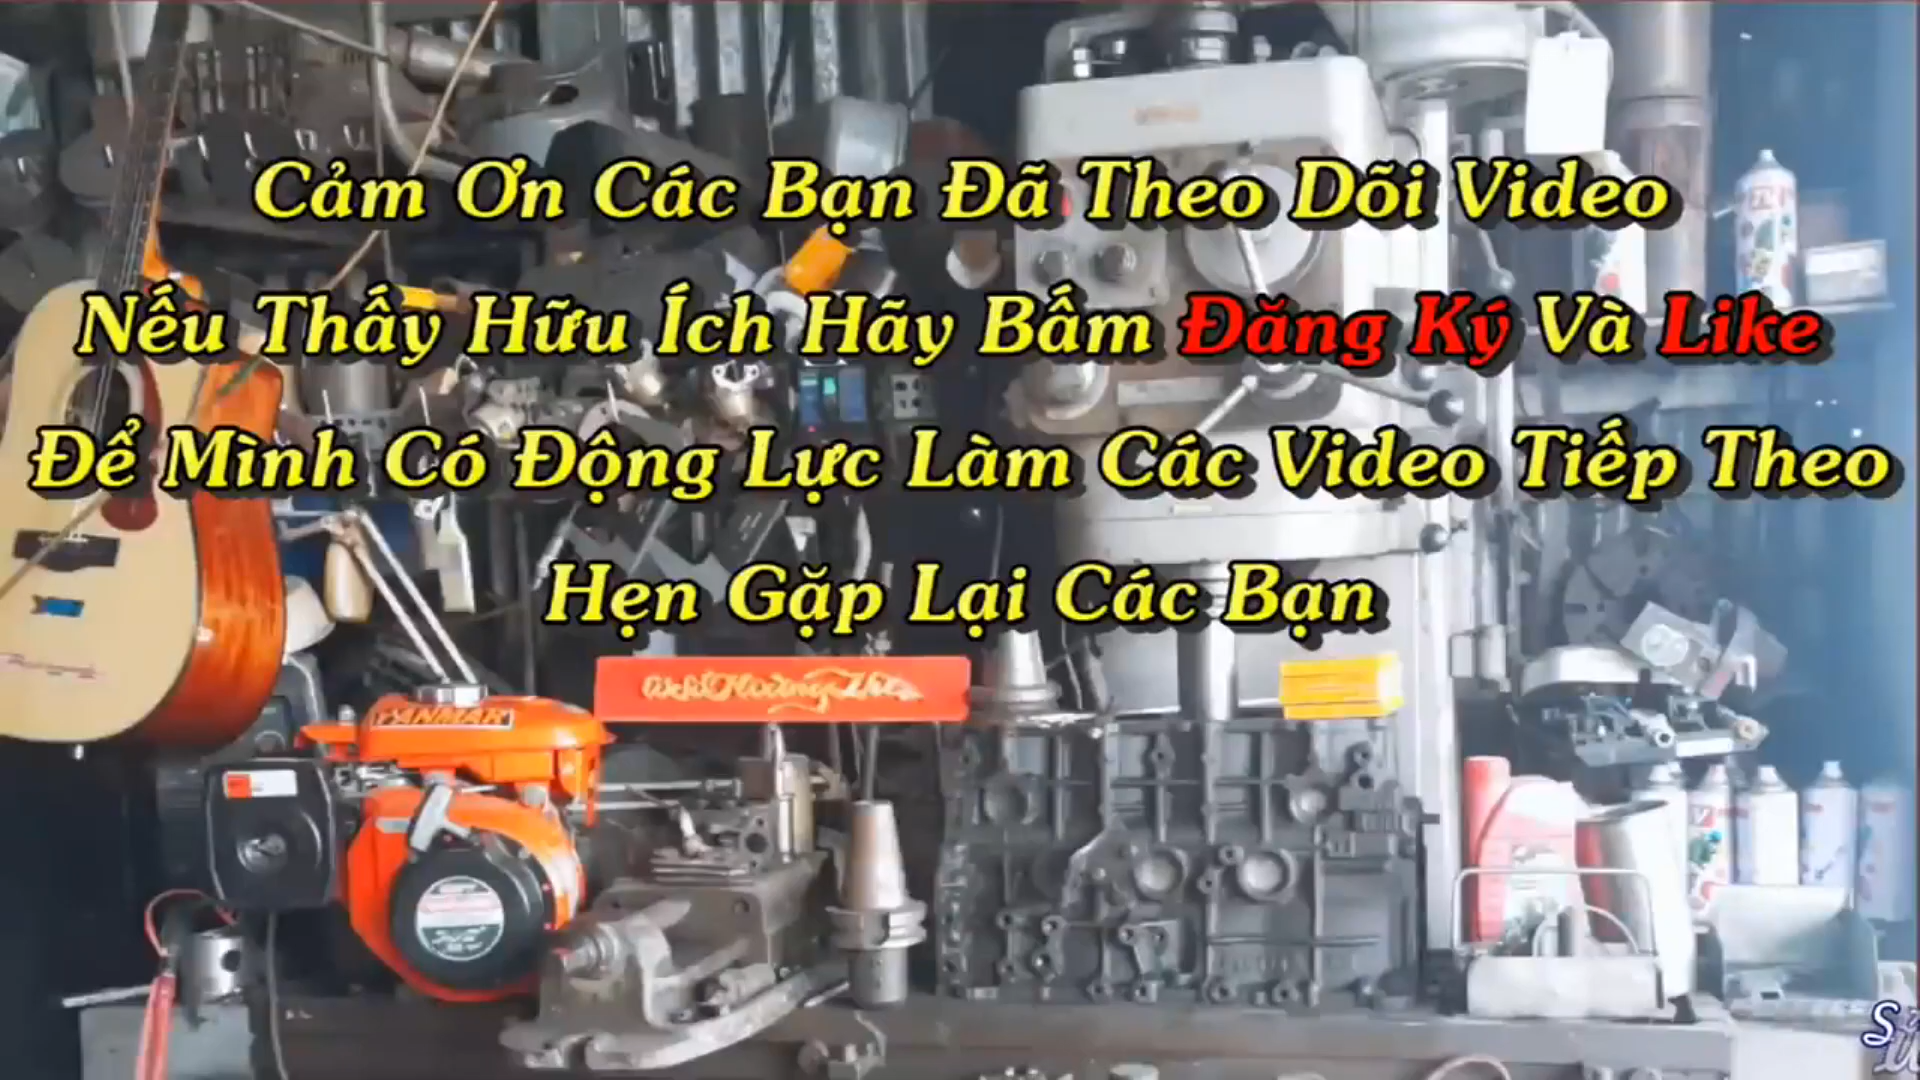 Cảm Ơn Các Bạn Đã Theo Dõi Video
Nếu Thấy Hữu Ích Hãy Bấm Đăng Ký Và Like
Để Mình Có Động Lực Làm Các Video Tiếp Theo
Hẹn Gặp Lại Các Bạn
YANMAR